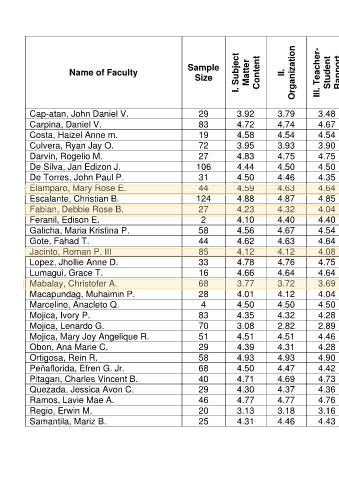 Name of Faculty Sample Size I. Subject Matter Content II. Organization III. Teacher-Student Rapport
Cap-atan, John Daniel V. 29 3.92 3.79 3.48
Carpina, Daniel V. 83 4.72 4.74 4.67
Costa, Haizel Anne m. 19 4.58 4.54 4.54
Culvera, Ryan Jay O. 72 3.95 3.93 3.90
Darvin, Rogelio M. 27 4.83 4.75 4.75
De Silva, Jan Edizon J. 106 4.44 4.50 4.50
De Torres, John Paul P. 31 4.50 4.46 4.35
Elamparo, Mary Rose E. 44 4.59 4.63 4.64
Escalante, Christian B. 124 4.88 4.87 4.85
Fabian, Debbie Rose B. 27 4.23 4.32 4.04
Feranil, Edison E. 2 4.10 4.40 4.40
Galicha, Maria Kristina P. 58 4.56 4.67 4.54
Gote, Fahad T. 44 4.62 4.63 4.64
Jacinto, Roman P. III 85 4.12 4.12 4.08
Lopez, Jhollie Anne D. 33 4.78 4.76 4.75
Lumagui, Grace T. 16 4.66 4.64 4.64
Mabalay, Christofer A. 68 3.77 3.72 3.69
Macapundag, Muhaimin P. 28 4.01 4.12 4.04
Marcelino, Anacleto Q. 4 4.50 4.50 4.50
Mojica, Ivory P. 83 4.35 4.32 4.28
Mojica, Lenardo G. 70 3.08 2.82 2.89
Mojica, Mary Joy Angelique R. 51 4.51 4.51 4.46
Obon, Ana Marie C. 29 4.39 4.31 4.28
Ortigosa, Rein R. 58 4.93 4.93 4.90
Peñaflorida, Efren G. Jr. 68 4.50 4.47 4.42
Pitagan, Charles Vincent B. 40 4.71 4.69 4.73
Quezada, Jessica Avon C. 29 4.30 4.37 4.36
Ramos, Lavie Mae A. 46 4.77 4.77 4.76
Regio, Erwin M. 20 3.13 3.18 3.16
Samantila, Mariz B. 25 4.31 4.46 4.43